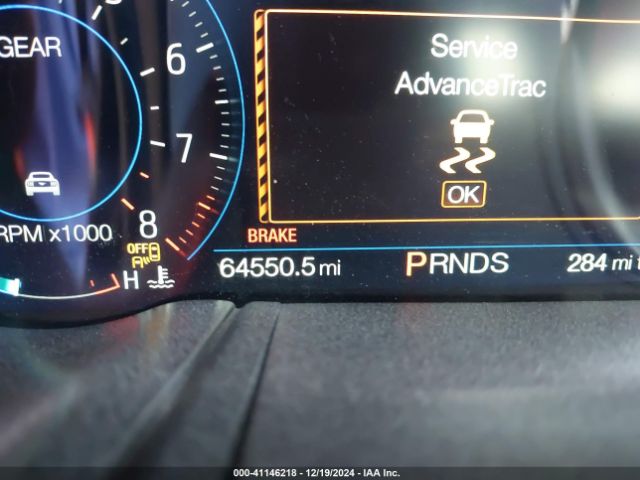 GEAR
6
7
8
RPM x1000
OFF
H
Service
AdvanceTrac
OK
BRAKE
64550.5 mi
PRNDS
284 mi
000-41146218 - 12/19/2024 - IAA Inc.